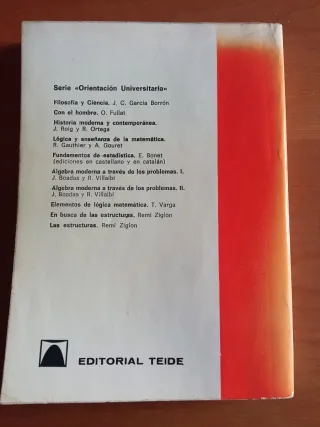 Serie «Orientación Universitaria»
Filosofía y Ciencia. J. C. García Borrón
Con el hombre. O. Fullat
Historia moderna y contemporánea.
J. Roig y R. Ortega
Lógica y enseñanza de la matemática.
R. Gauthier y A. Gouret
Fundamentos de estadística. E. Bonet
(ediciones en castellano y en catalán)
Algebra moderna a través de los problemas. I.
J. Boadas y R. Villalbí
Algebra moderna a través de los problemas. II.
J. Boadas y R. Villalbí
Elementos de lógica matemática. T. Varga
En busca de las estructuras. Remi Ziglon
Las estructuras. Remi Ziglon
EDITORIAL TEIDE